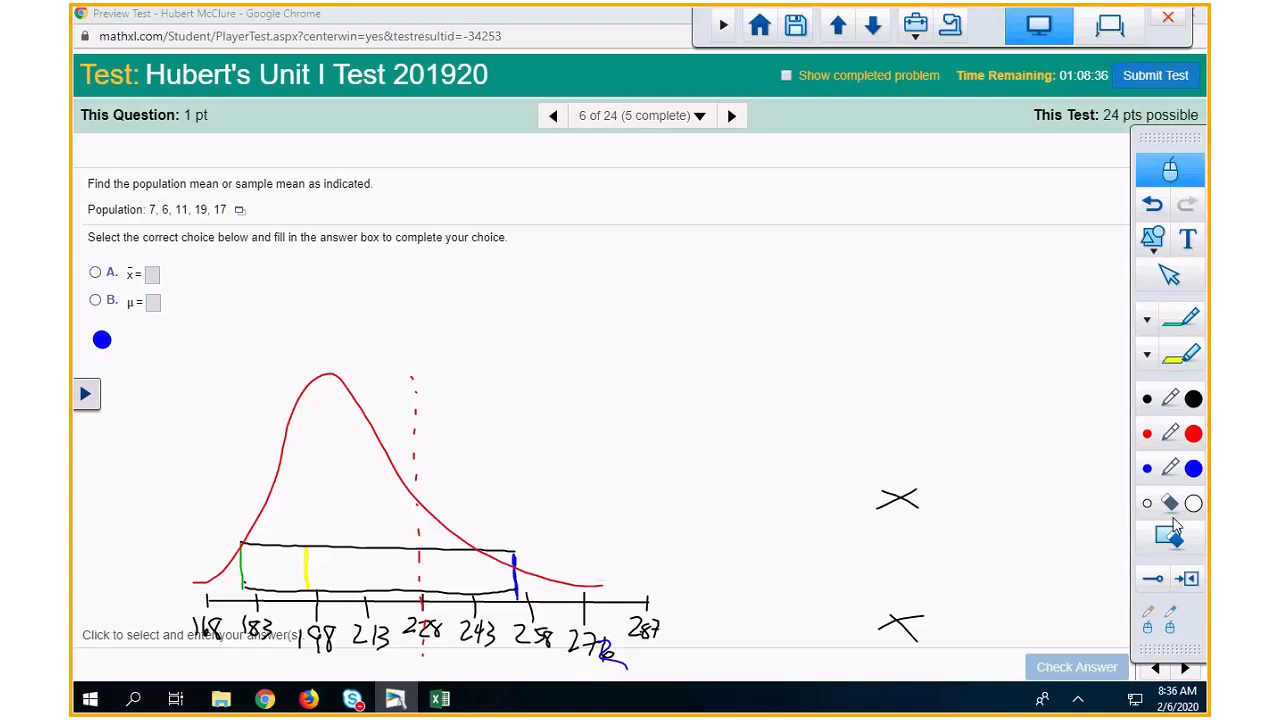 Preview Test - Hubert McClure - Google Chrome
mathxl.com/Student/PlayerTest.aspx?centerwin=yes&testresultid=-34253
Test: Hubert's Unit I Test 201920
Show completed problem
Time Remaining: 01:08:36
Submit Test
This Question: 1 pt
6 of 24 (5 complete)
This Test: 24 pts possible
Find the population mean or sample mean as indicated.
Population: 7, 6, 11, 19, 17
Select the correct choice below and fill in the answer box to complete your choice.
A. x̄ =
B. μ =
T
168 183 198 213 228 243 258 276 287
Click to select and enter your answer(s).
Check Answer
8:36 AM
2/6/2020